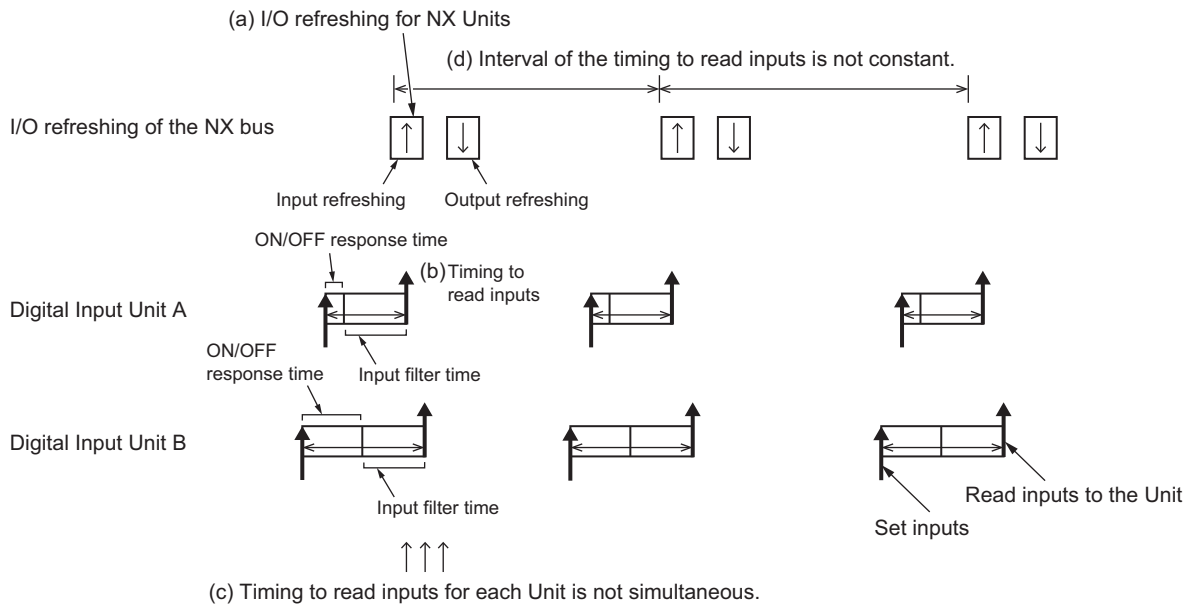 (a) I/O refreshing for NX Units
(d) Interval of the timing to read inputs is not constant.
I/O refreshing of the NX bus
Input refreshing
Output refreshing
ON/OFF response time
(b) Timing to
read inputs
Digital Input Unit A
ON/OFF
response time
Input filter time
Digital Input Unit B
Input filter time
Read inputs to the Unit
Set inputs
(c) Timing to read inputs for each Unit is not simultaneous.